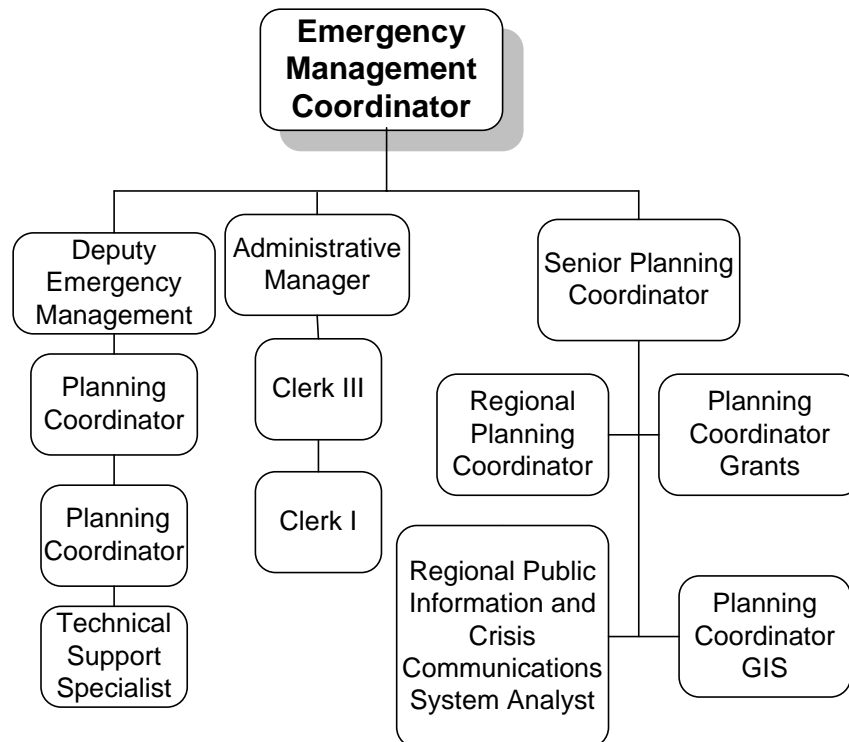 Emergency
Management
Coordinator
Deputy
Emergency
Management
Administrative
Manager
Senior Planning
Coordinator
Planning
Coordinator
Clerk III
Regional
Planning
Coordinator
Planning
Coordinator
Grants
Planning
Coordinator
Clerk I
Regional Public
Information and
Crisis
Communications
System Analyst
Planning
Coordinator
GIS
Technical
Support
Specialist